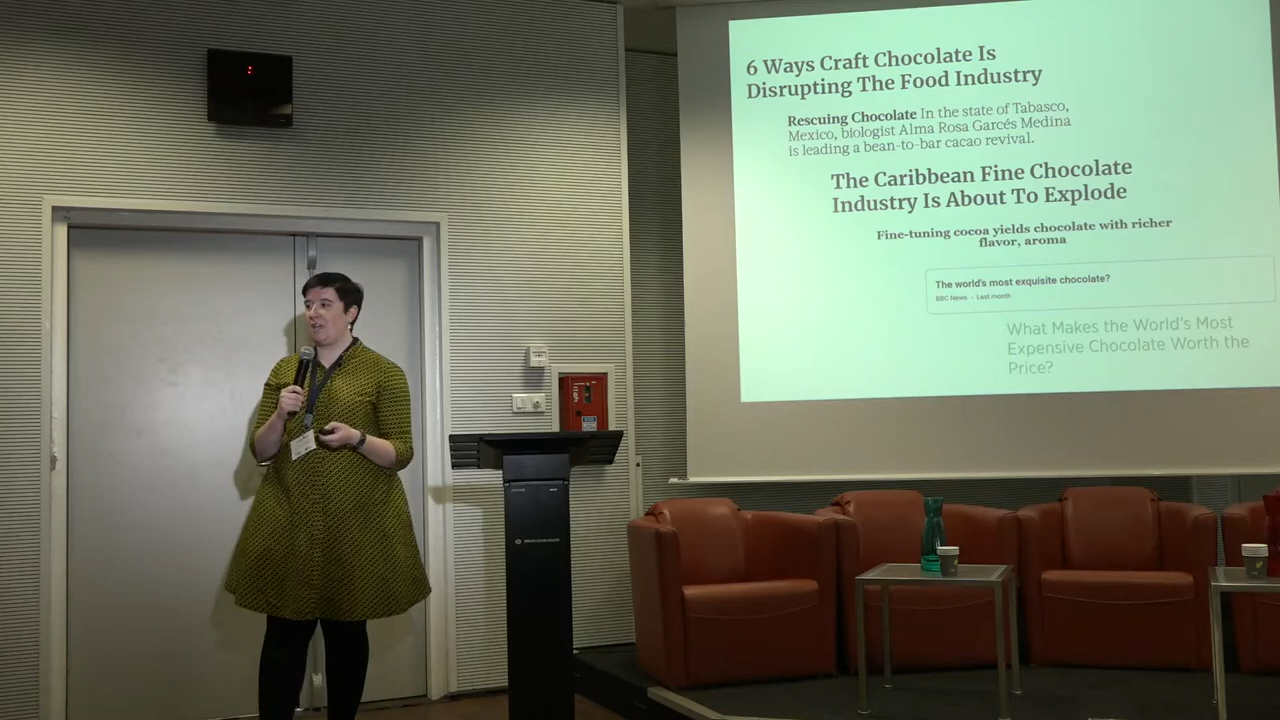 6 Ways Craft Chocolate Is
Disrupting The Food Industry
Rescuing Chocolate In the state of Tabasco,
Mexico, biologist Alma Rosa Garcés Medina
is leading a bean-to-bar cacao revival.
The Caribbean Fine Chocolate
Industry Is About To Explode
Fine-tuning cocoa yields chocolate with richer
flavor, aroma
The world's most exquisite chocolate?
BBC News - Last month
What Makes the World's Most
Expensive Chocolate Worth the
Price?